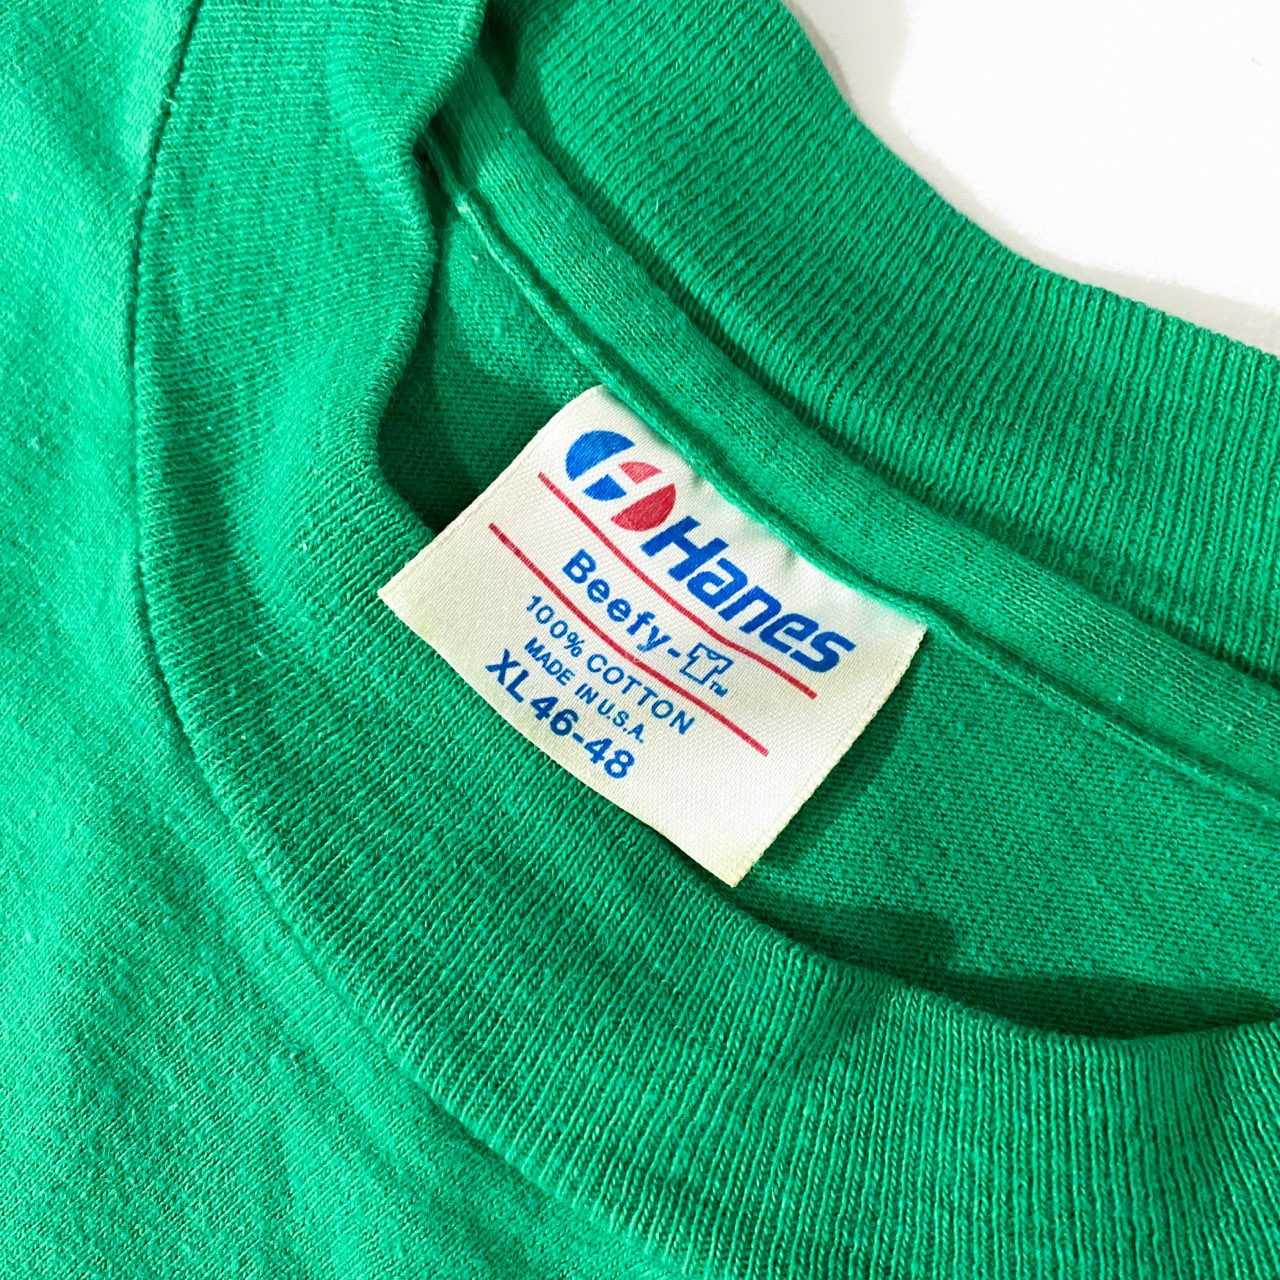 Hanes
Beefy-T™
100% COTTON
MADE IN U.S.A.
XL 46-48